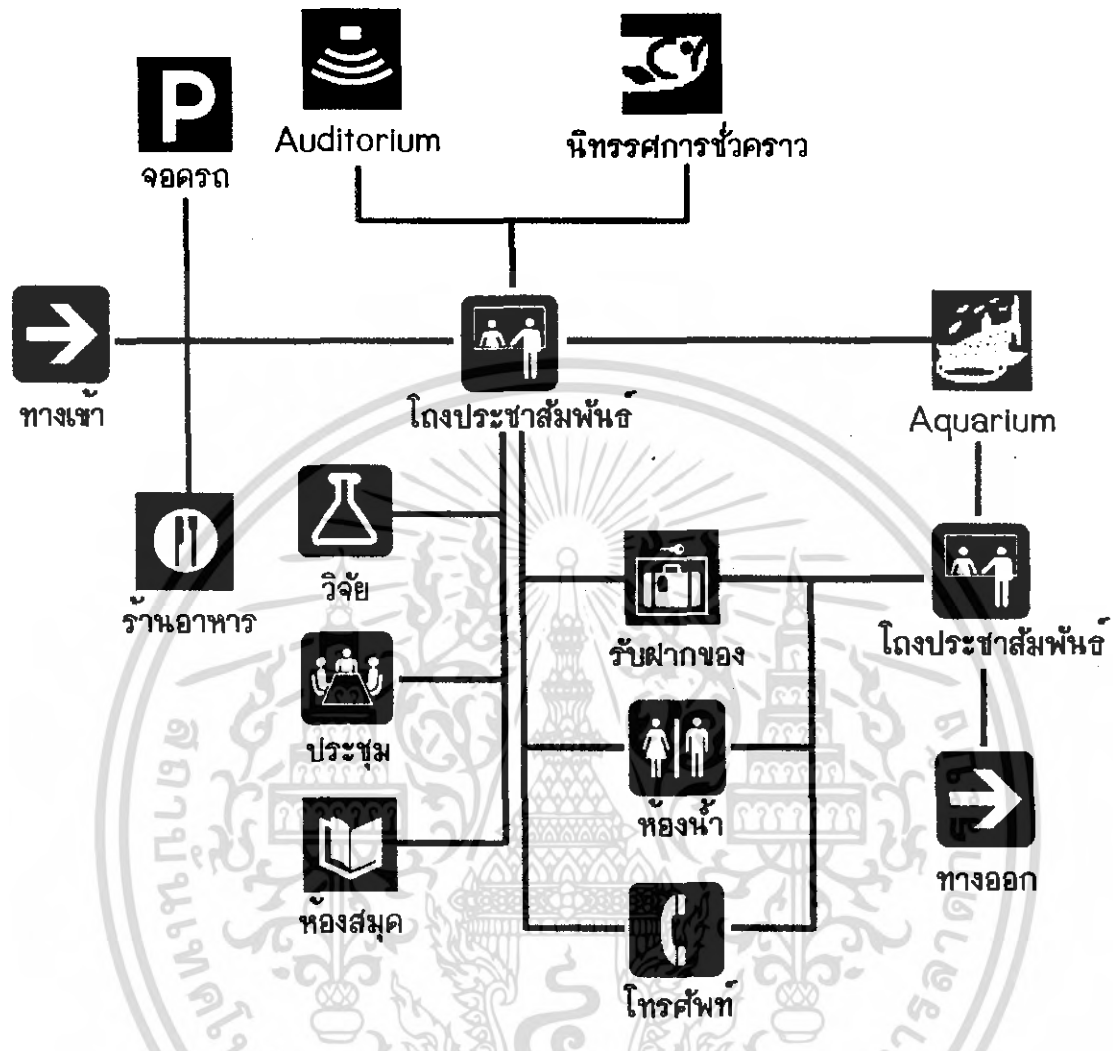 P
Auditorium
นิทรรศการชั่วคราว
จอดรถ
ทางเข้า
โถงประชาสัมพันธ์
Aquarium
วิจัย
ร้านอาหาร
รับฝากของ
โถงประชาสัมพันธ์
ประชุม
ห้องน้ำ
ทางออก
ห้องสมุด
โทรศัพท์